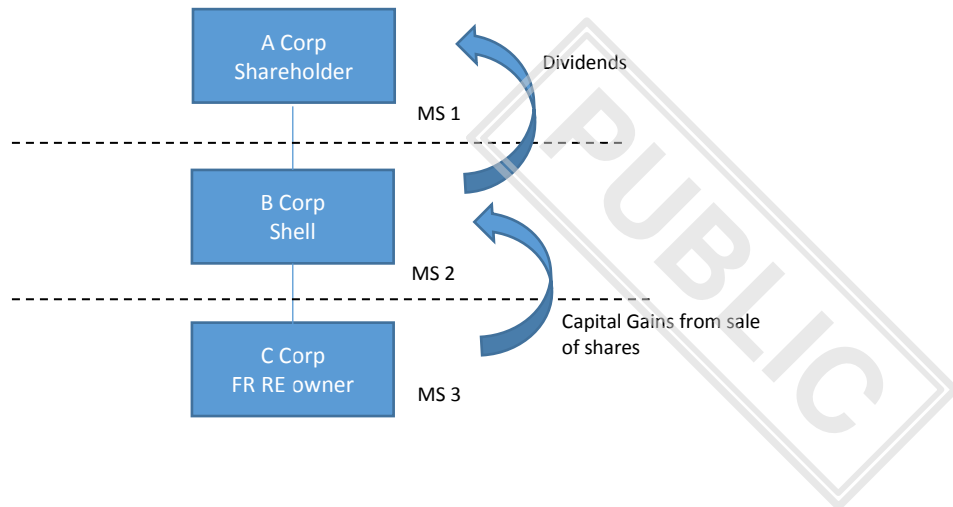 A Corp
Shareholder
Dividends
MS 1
B Corp
Shell
MS 2
Capital Gains from sale
of shares
C Corp
FR RE owner
MS 3
PUBLIC